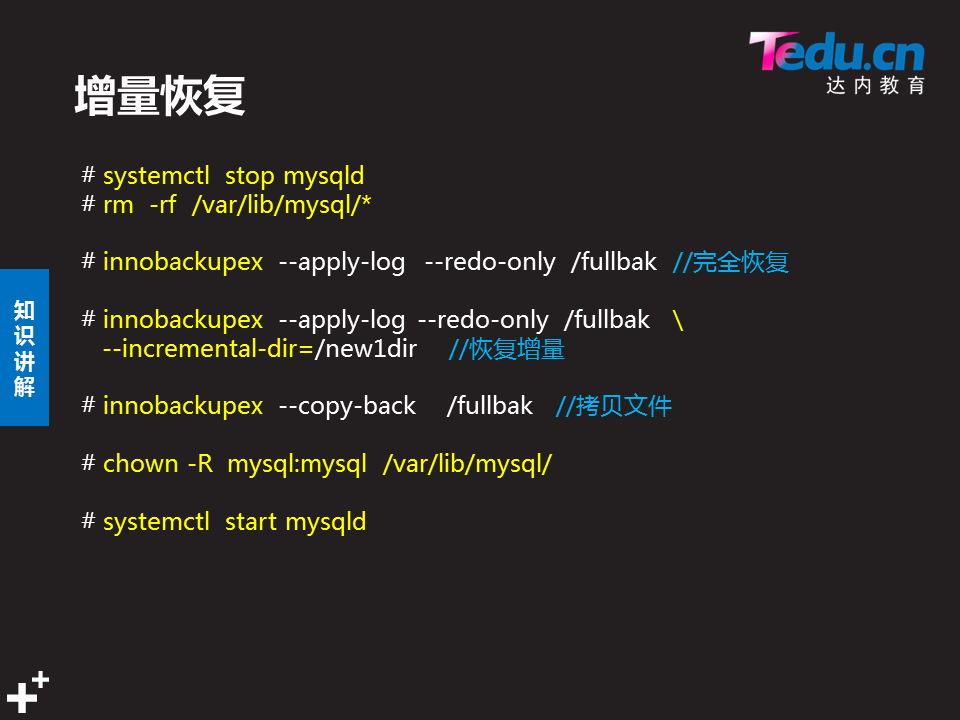 Tedu.cn
达内教育
增量恢复
# systemctl stop mysqld
# rm -rf /var/lib/mysql/*
# innobackupex --apply-log --redo-only /fullbak //完全恢复
# innobackupex --apply-log --redo-only /fullbak \
--incremental-dir=/new1dir //恢复增量
# innobackupex --copy-back /fullbak //拷贝文件
# chown -R mysql:mysql /var/lib/mysql/
# systemctl start mysqld
知识讲解